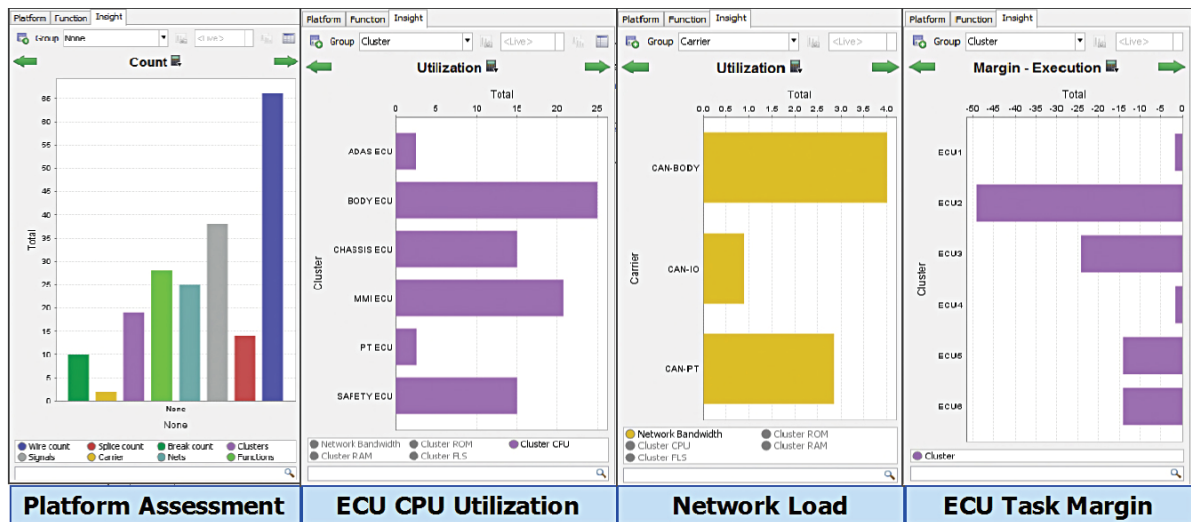 Platform Function Insight
Group None <Live>
Count
Total
65
60
55
50
45
40
35
30
25
20
15
10
5
0
None
None
Wire count Splice count Break count Clusters
Signals Carrier Nets Functions
Platform Assessment
Platform Function Insight
Group Cluster <Live>
Utilization
Total
0 5 10 15 20 25
Cluster
ADAS ECU
BODY ECU
CHASSIS ECU
MMI ECU
PT ECU
SAFETY ECU
Network Bandwidth Cluster ROM Cluster CPU
Cluster RAM Cluster FLS
ECU CPU Utilization
Platform Function Insight
Group Carrier <Live>
Utilization
Total
0.0 0.5 1.0 1.5 2.0 2.5 3.0 3.5 4.0
Carrier
CAN-BODY
CAN-IO
CAN-PT
Network Bandwidth Cluster ROM
Cluster CPU Cluster RAM
Cluster FLS
Network Load
Platform Function Insight
Group Cluster <Live>
Margin - Execution
Total
-50 -45 -40 -35 -30 -25 -20 -15 -10 -5 0
Cluster
ECU1
ECU2
ECU3
ECU4
ECU5
ECU6
Cluster
ECU Task Margin